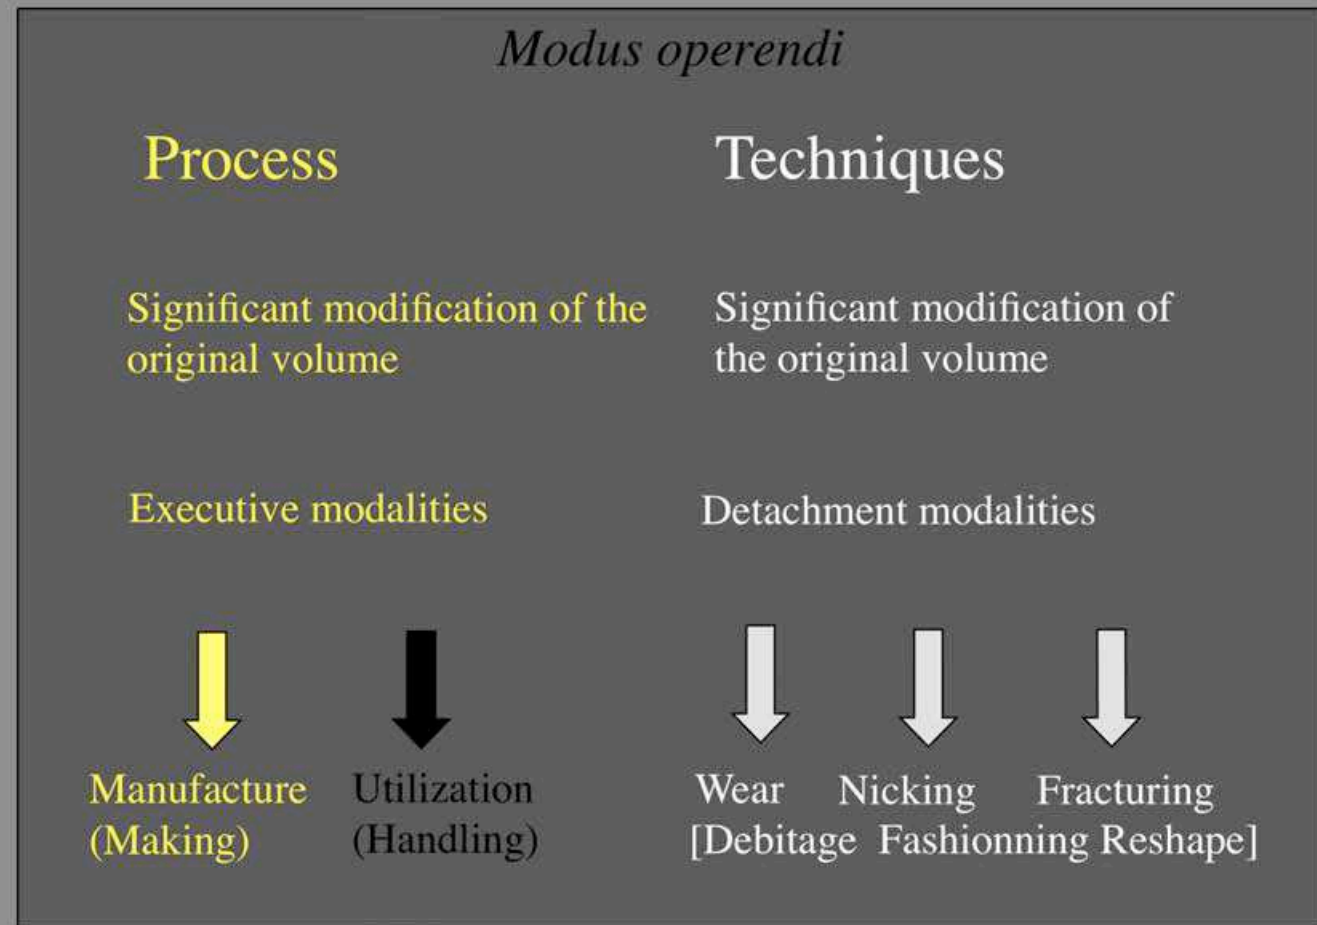 Modus operendi
Process
Techniques
Significant modification of the
original volume
Significant modification of
the original volume
Executive modalities
Detachment modalities
Manufacture
(Making)
Utilization
(Handling)
Wear Nicking Fracturing
[Debitage Fashionning Reshape]